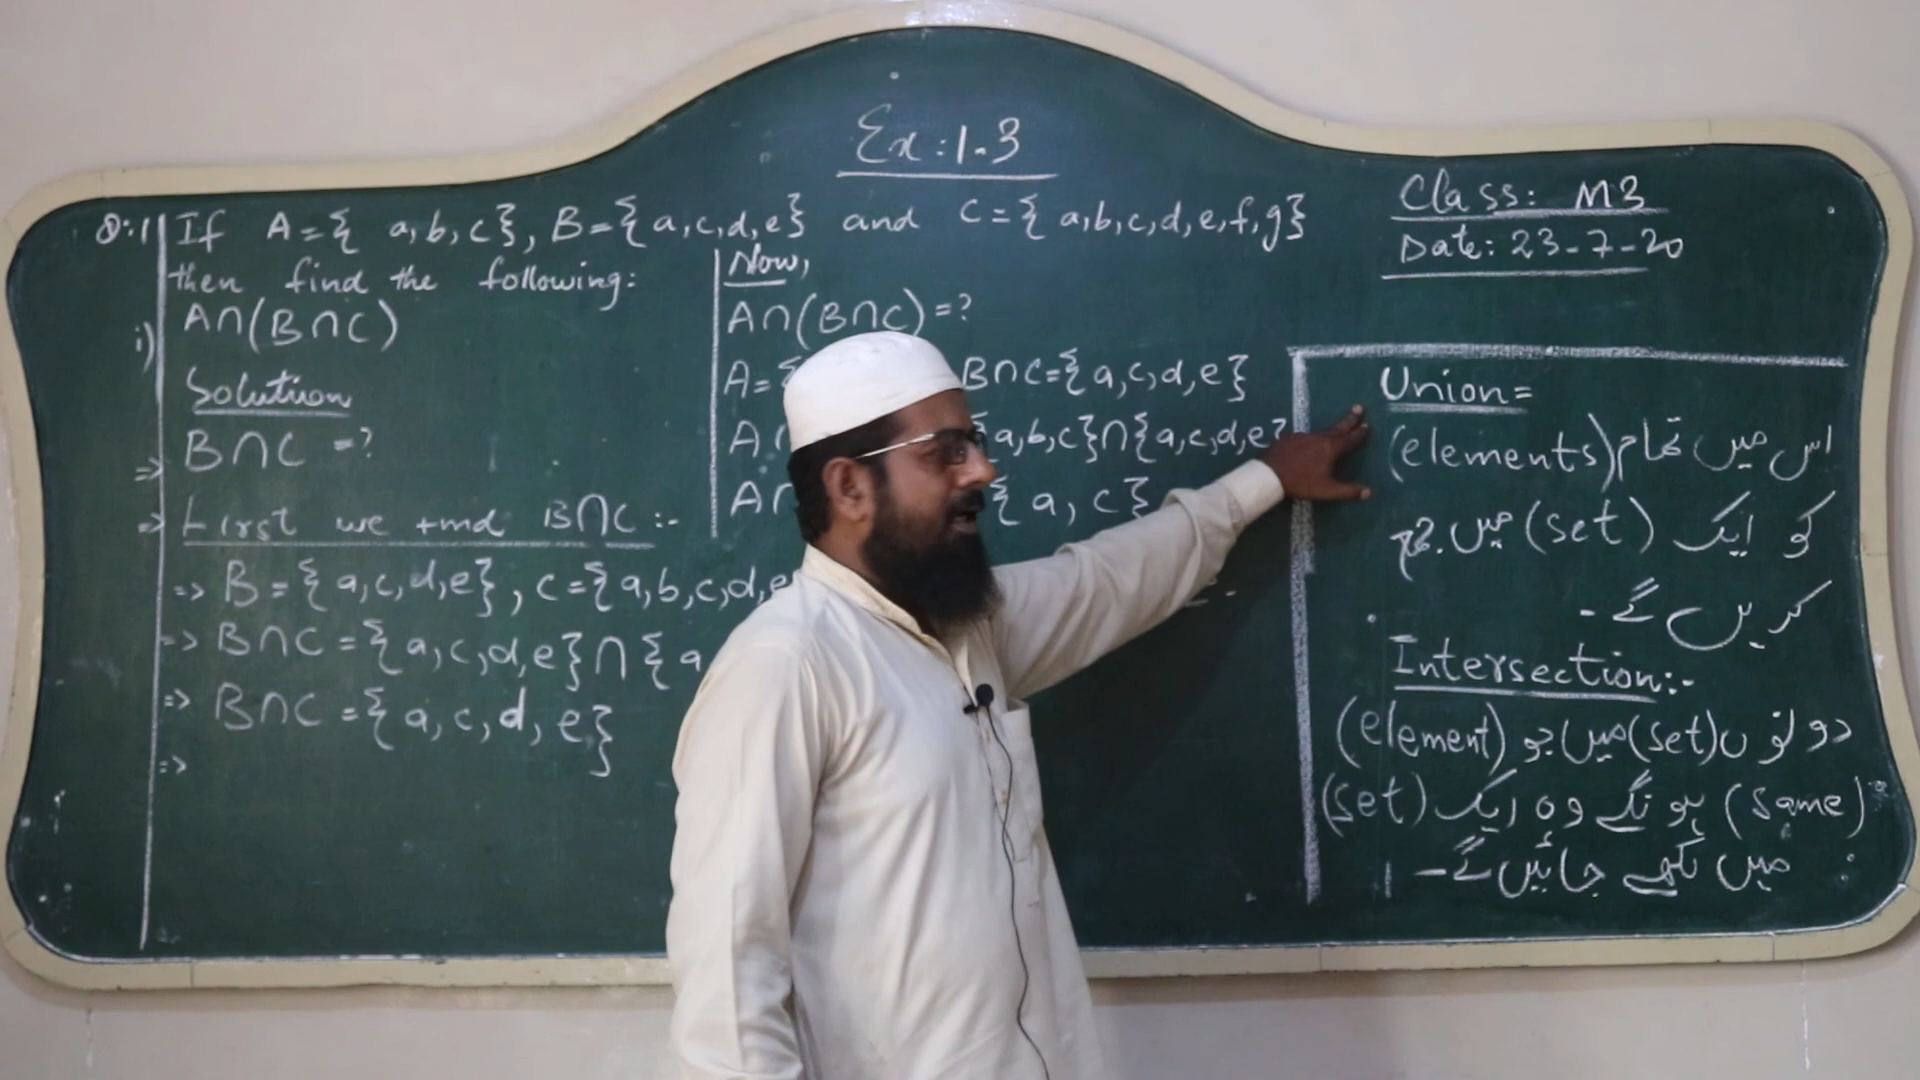 Ex:1.3
Class: M3
Date: 23-7-20
Q:1 If A={ a,b,c}, B={a,c,d,e} and C={ a,b,c,d,e,f,g}
then find the following:
i) A∩(B∩C)
Solution
=> B∩C =?
=> First we find B∩C :-
=> B={a,c,d,e}, C={a,b,c,d,e
=> B∩C={a,c,d,e}∩{a
=> B∩C={a,c,d,e}
=>
Now,
A∩(B∩C)=?
A={ B∩C={a,c,d,e}
A∩ {a,b,c}∩{a,c,d,e}
A∩ {a, c}
Union=
اس میں تمام (elements)
کو ایک (set) میں جمع
کریں گے -
Intersection:-
دونوں (set) میں جو (element)
(same) ہونگے وہ ایک (set)
میں لکھے جائیں گے -